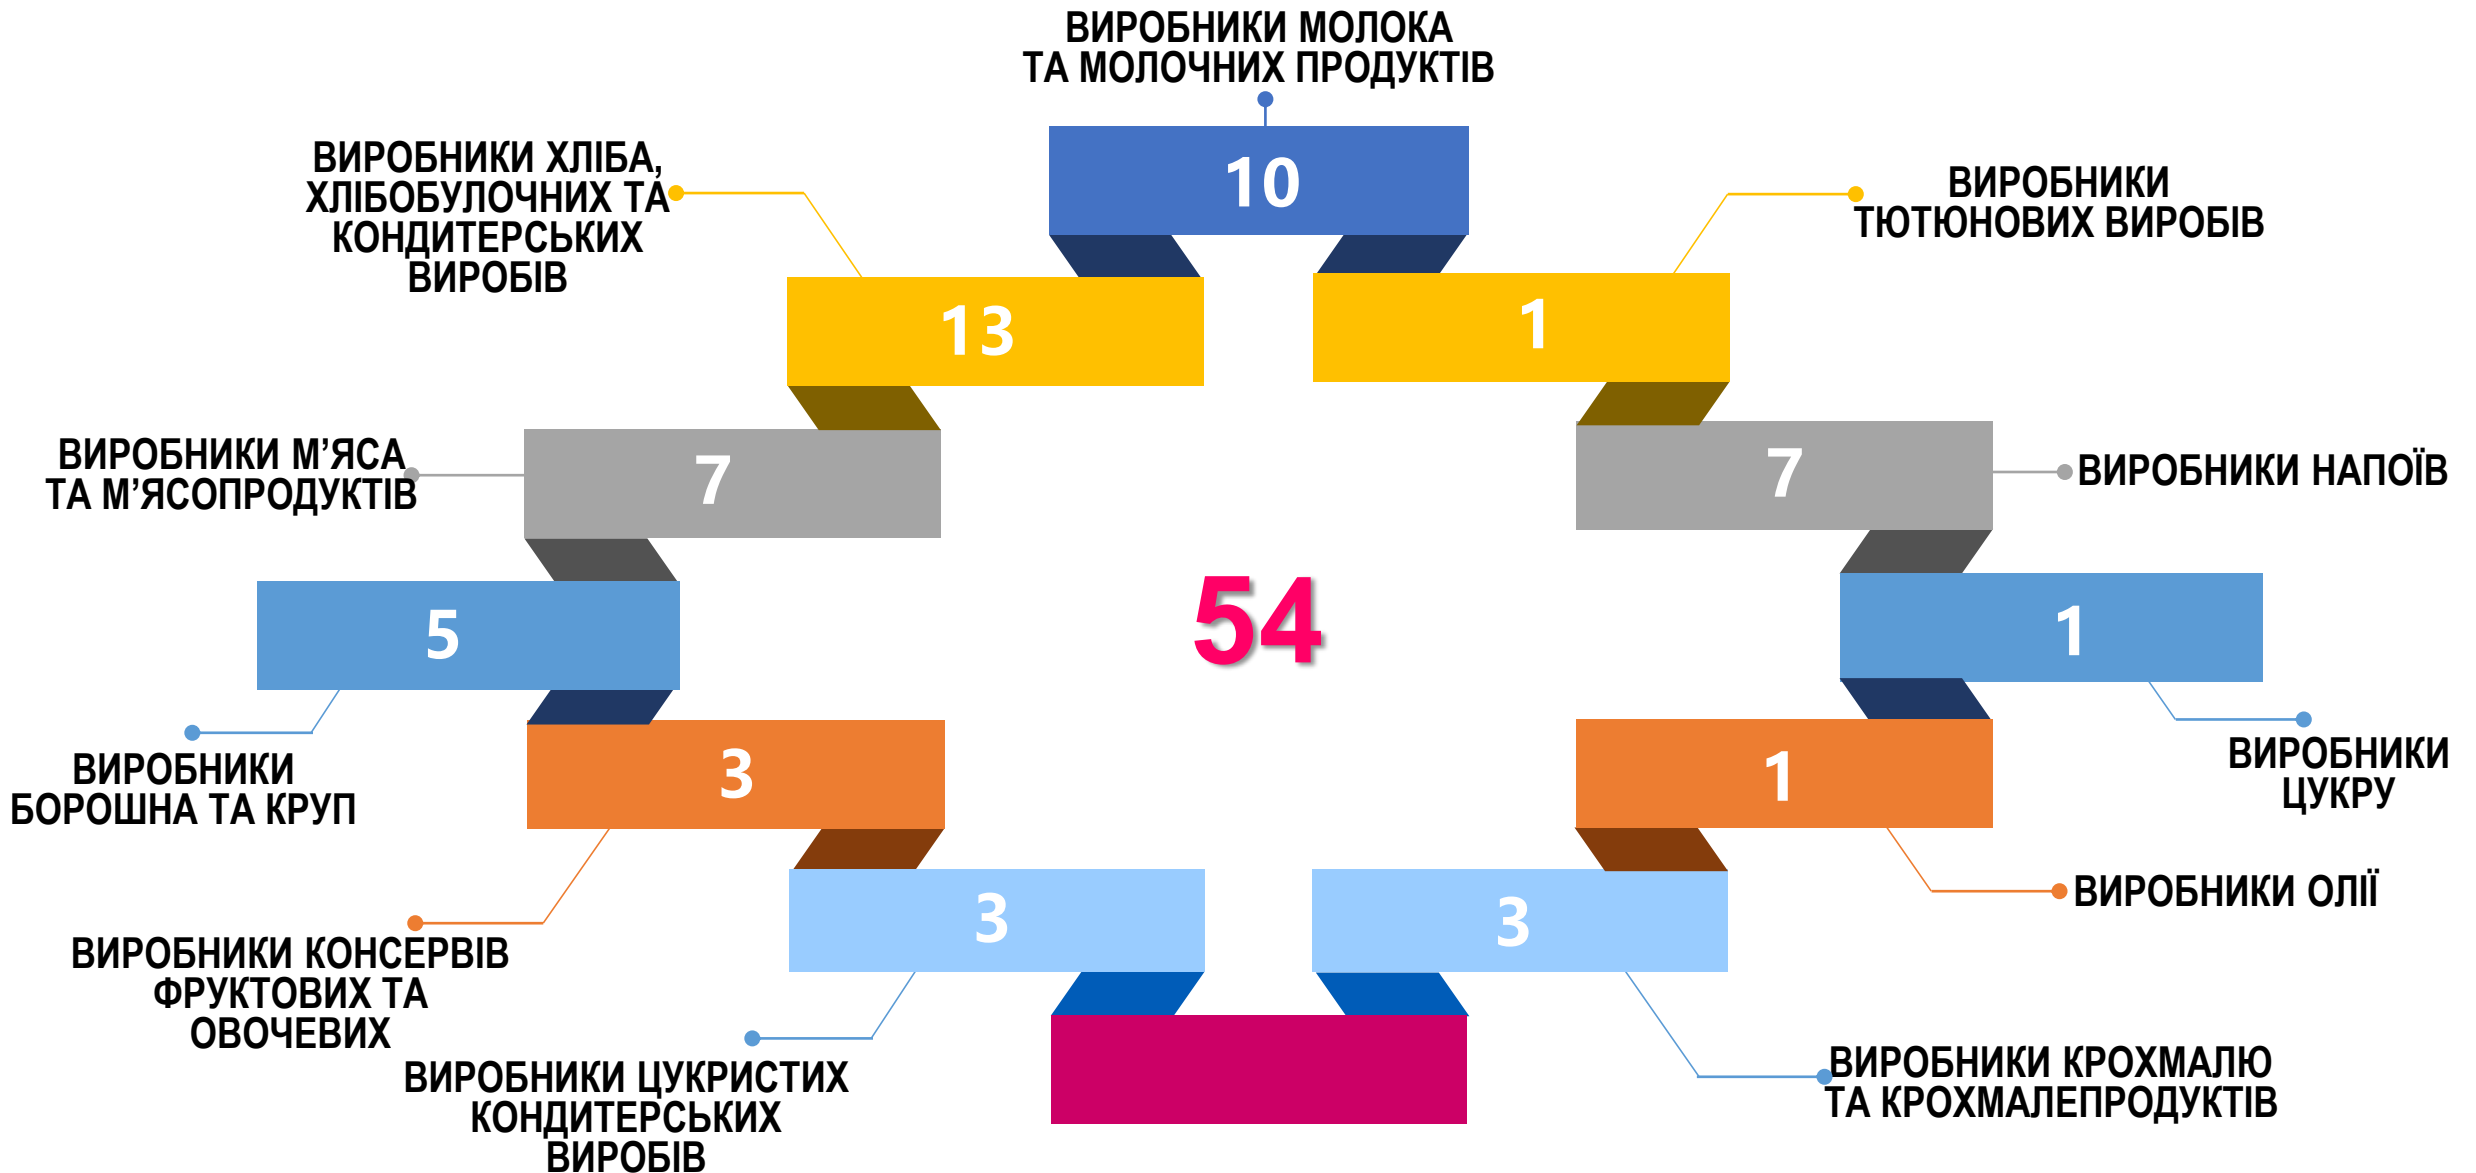 ВИРОБНИКИ МОЛОКА
ТА МОЛОЧНИХ ПРОДУКТІВ
10
ВИРОБНИКИ ХЛІБА,
ХЛІБОБУЛОЧНИХ ТА
КОНДИТЕРСЬКИХ
ВИРОБІВ
13
ВИРОБНИКИ
ТЮТЮНОВИХ ВИРОБІВ
1
ВИРОБНИКИ М’ЯСА
ТА М’ЯСОПРОДУКТІВ
7
7
ВИРОБНИКИ НАПОЇВ
54
5
ВИРОБНИКИ
БОРОШНА ТА КРУП
1
ВИРОБНИКИ
ЦУКРУ
3
ВИРОБНИКИ КОНСЕРВІВ
ФРУКТОВИХ ТА
ОВОЧЕВИХ
1
ВИРОБНИКИ ОЛІЇ
3
ВИРОБНИКИ ЦУКРИСТИХ
КОНДИТЕРСЬКИХ
ВИРОБІВ
3
ВИРОБНИКИ КРОХМАЛЮ
ТА КРОХМАЛЕПРОДУКТІВ